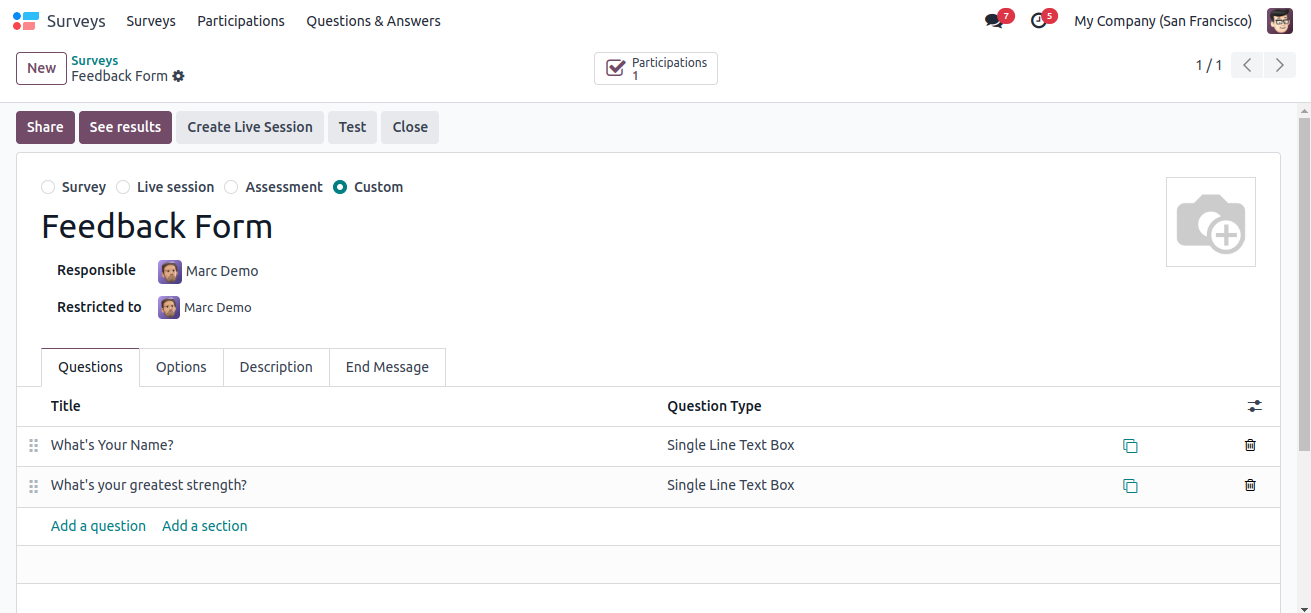 Surveys Surveys Participations Questions & Answers 7 5 My Company (San Francisco)
New Surveys Feedback Form Participations 1 1 / 1
Share See results Create Live Session Test Close
Survey Live session Assessment Custom
Feedback Form
Responsible Marc Demo
Restricted to Marc Demo
Questions Options Description End Message
Title Question Type
What's Your Name? Single Line Text Box
What's your greatest strength? Single Line Text Box
Add a question Add a section